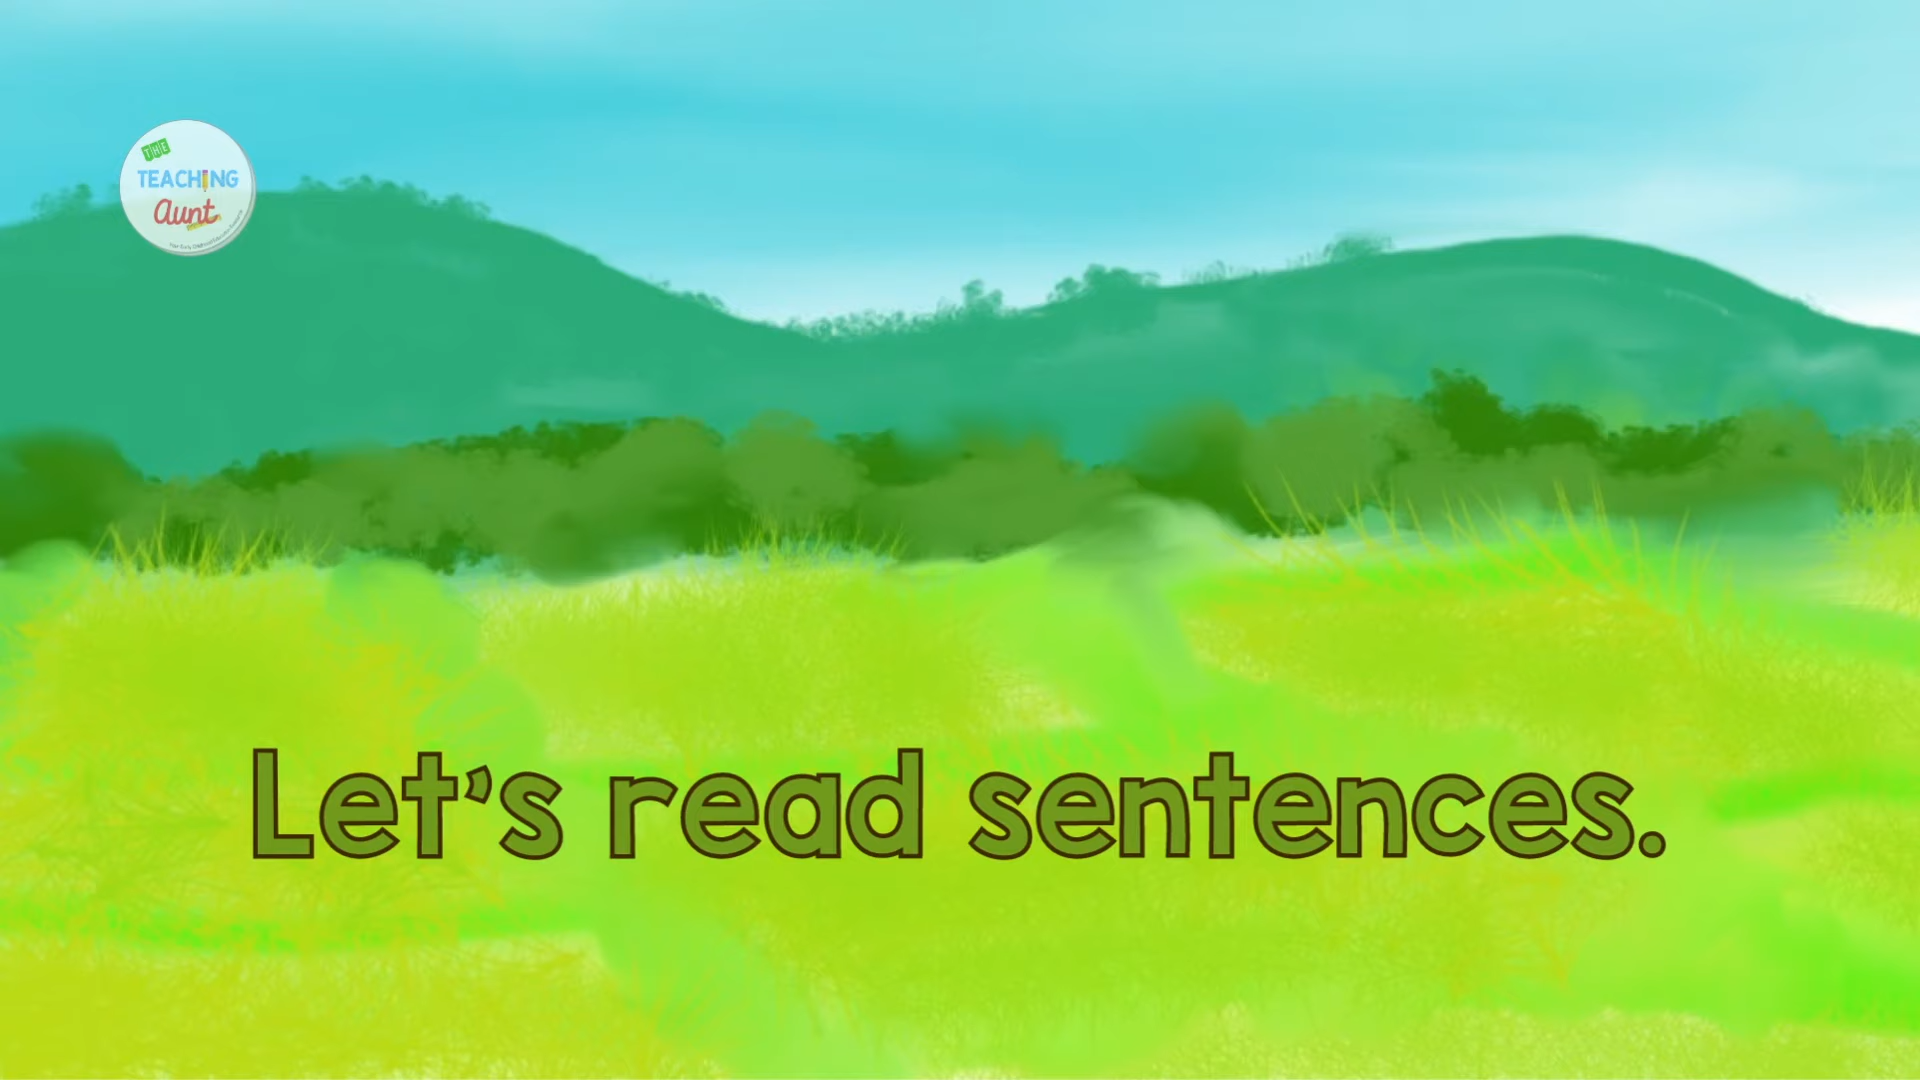 THE
TEACHING
Aunt
Let's read sentences.